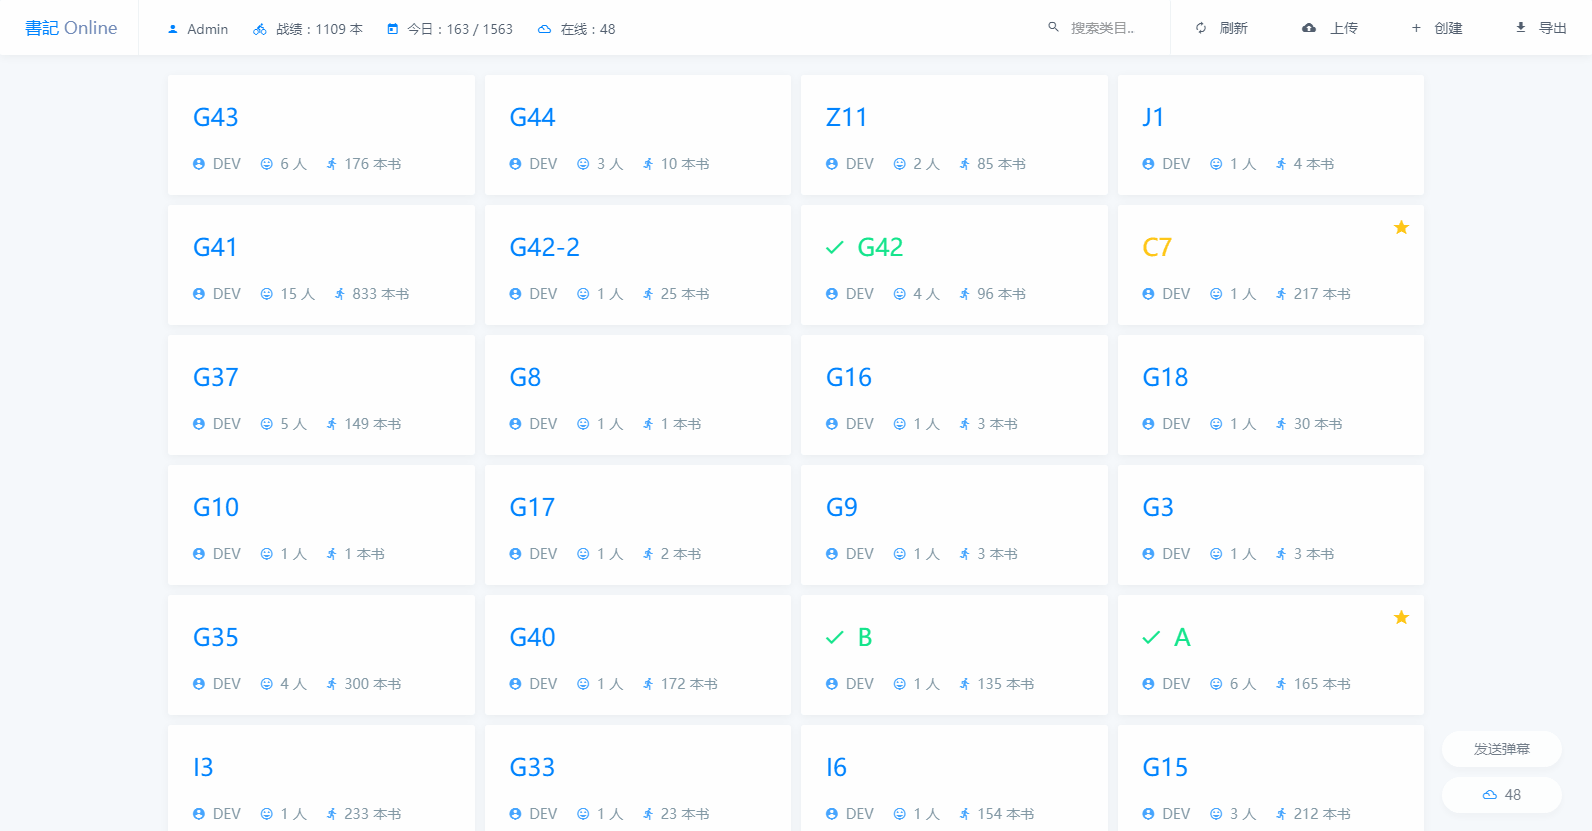 書記 Online
Admin
战绩 : 1109 本
今日 : 163 / 1563
在线 : 48
搜索类目..
刷新
上传
创建
导出
G43
DEV 6 人 176 本书
G44
DEV 3 人 10 本书
Z11
DEV 2 人 85 本书
J1
DEV 1 人 4 本书
G41
DEV 15 人 833 本书
G42-2
DEV 1 人 25 本书
G42
DEV 4 人 96 本书
C7
DEV 1 人 217 本书
G37
DEV 5 人 149 本书
G8
DEV 1 人 1 本书
G16
DEV 1 人 3 本书
G18
DEV 1 人 30 本书
G10
DEV 1 人 1 本书
G17
DEV 1 人 2 本书
G9
DEV 1 人 3 本书
G3
DEV 1 人 3 本书
G35
DEV 4 人 300 本书
G40
DEV 1 人 172 本书
B
DEV 1 人 135 本书
A
DEV 6 人 165 本书
I3
DEV 1 人 233 本书
G33
DEV 1 人 23 本书
I6
DEV 1 人 154 本书
G15
DEV 3 人 212 本书
发送弹幕
48